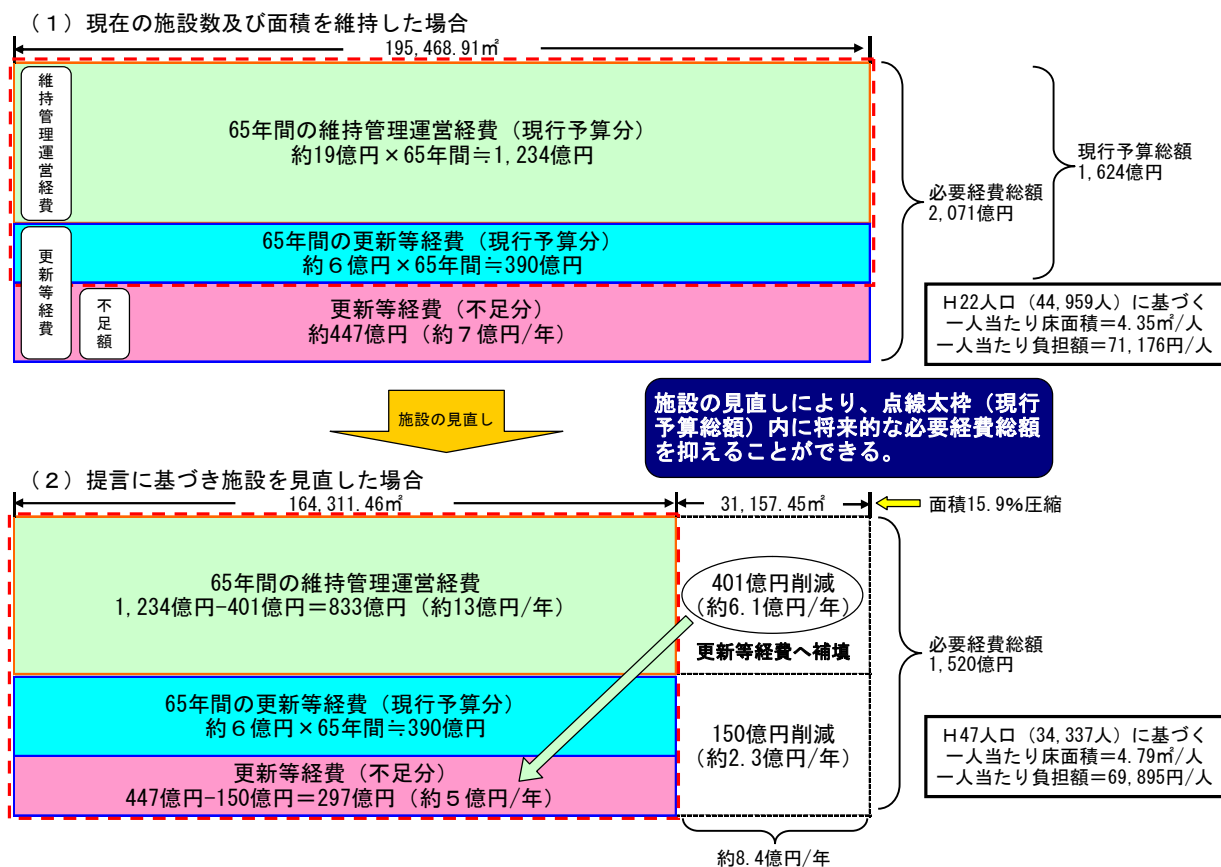 （１）現在の施設数及び面積を維持した場合
195,468.91㎡
維持管理運営経費
65年間の維持管理運営経費（現行予算分）
約19億円×65年間≒1,234億円
更新等経費
65年間の更新等経費（現行予算分）
約６億円×65年間≒390億円
不足額
更新等経費（不足分）
約447億円（約７億円/年）
必要経費総額
2,071億円
現行予算総額
1,624億円
Ｈ22人口（44,959人）に基づく
一人当たり床面積＝4.35㎡/人
一人当たり負担額＝71,176円/人
施設の見直し
施設の見直しにより、点線太枠（現行
予算総額）内に将来的な必要経費総額
を抑えることができる。
（２）提言に基づき施設を見直した場合
164,311.46㎡
31,157.45㎡
面積15.9%圧縮
65年間の維持管理運営経費
1,234億円-401億円＝833億円（約13億円/年）
401億円削減
（約6.1億円/年）
更新等経費へ補填
65年間の更新等経費（現行予算分）
約６億円×65年間≒390億円
150億円削減
（約2.3億円/年）
更新等経費（不足分）
447億円-150億円＝297億円（約５億円/年）
必要経費総額
1,520億円
Ｈ47人口（34,337人）に基づく
一人当たり床面積＝4.79㎡/人
一人当たり負担額＝69,895円/人
約8.4億円/年